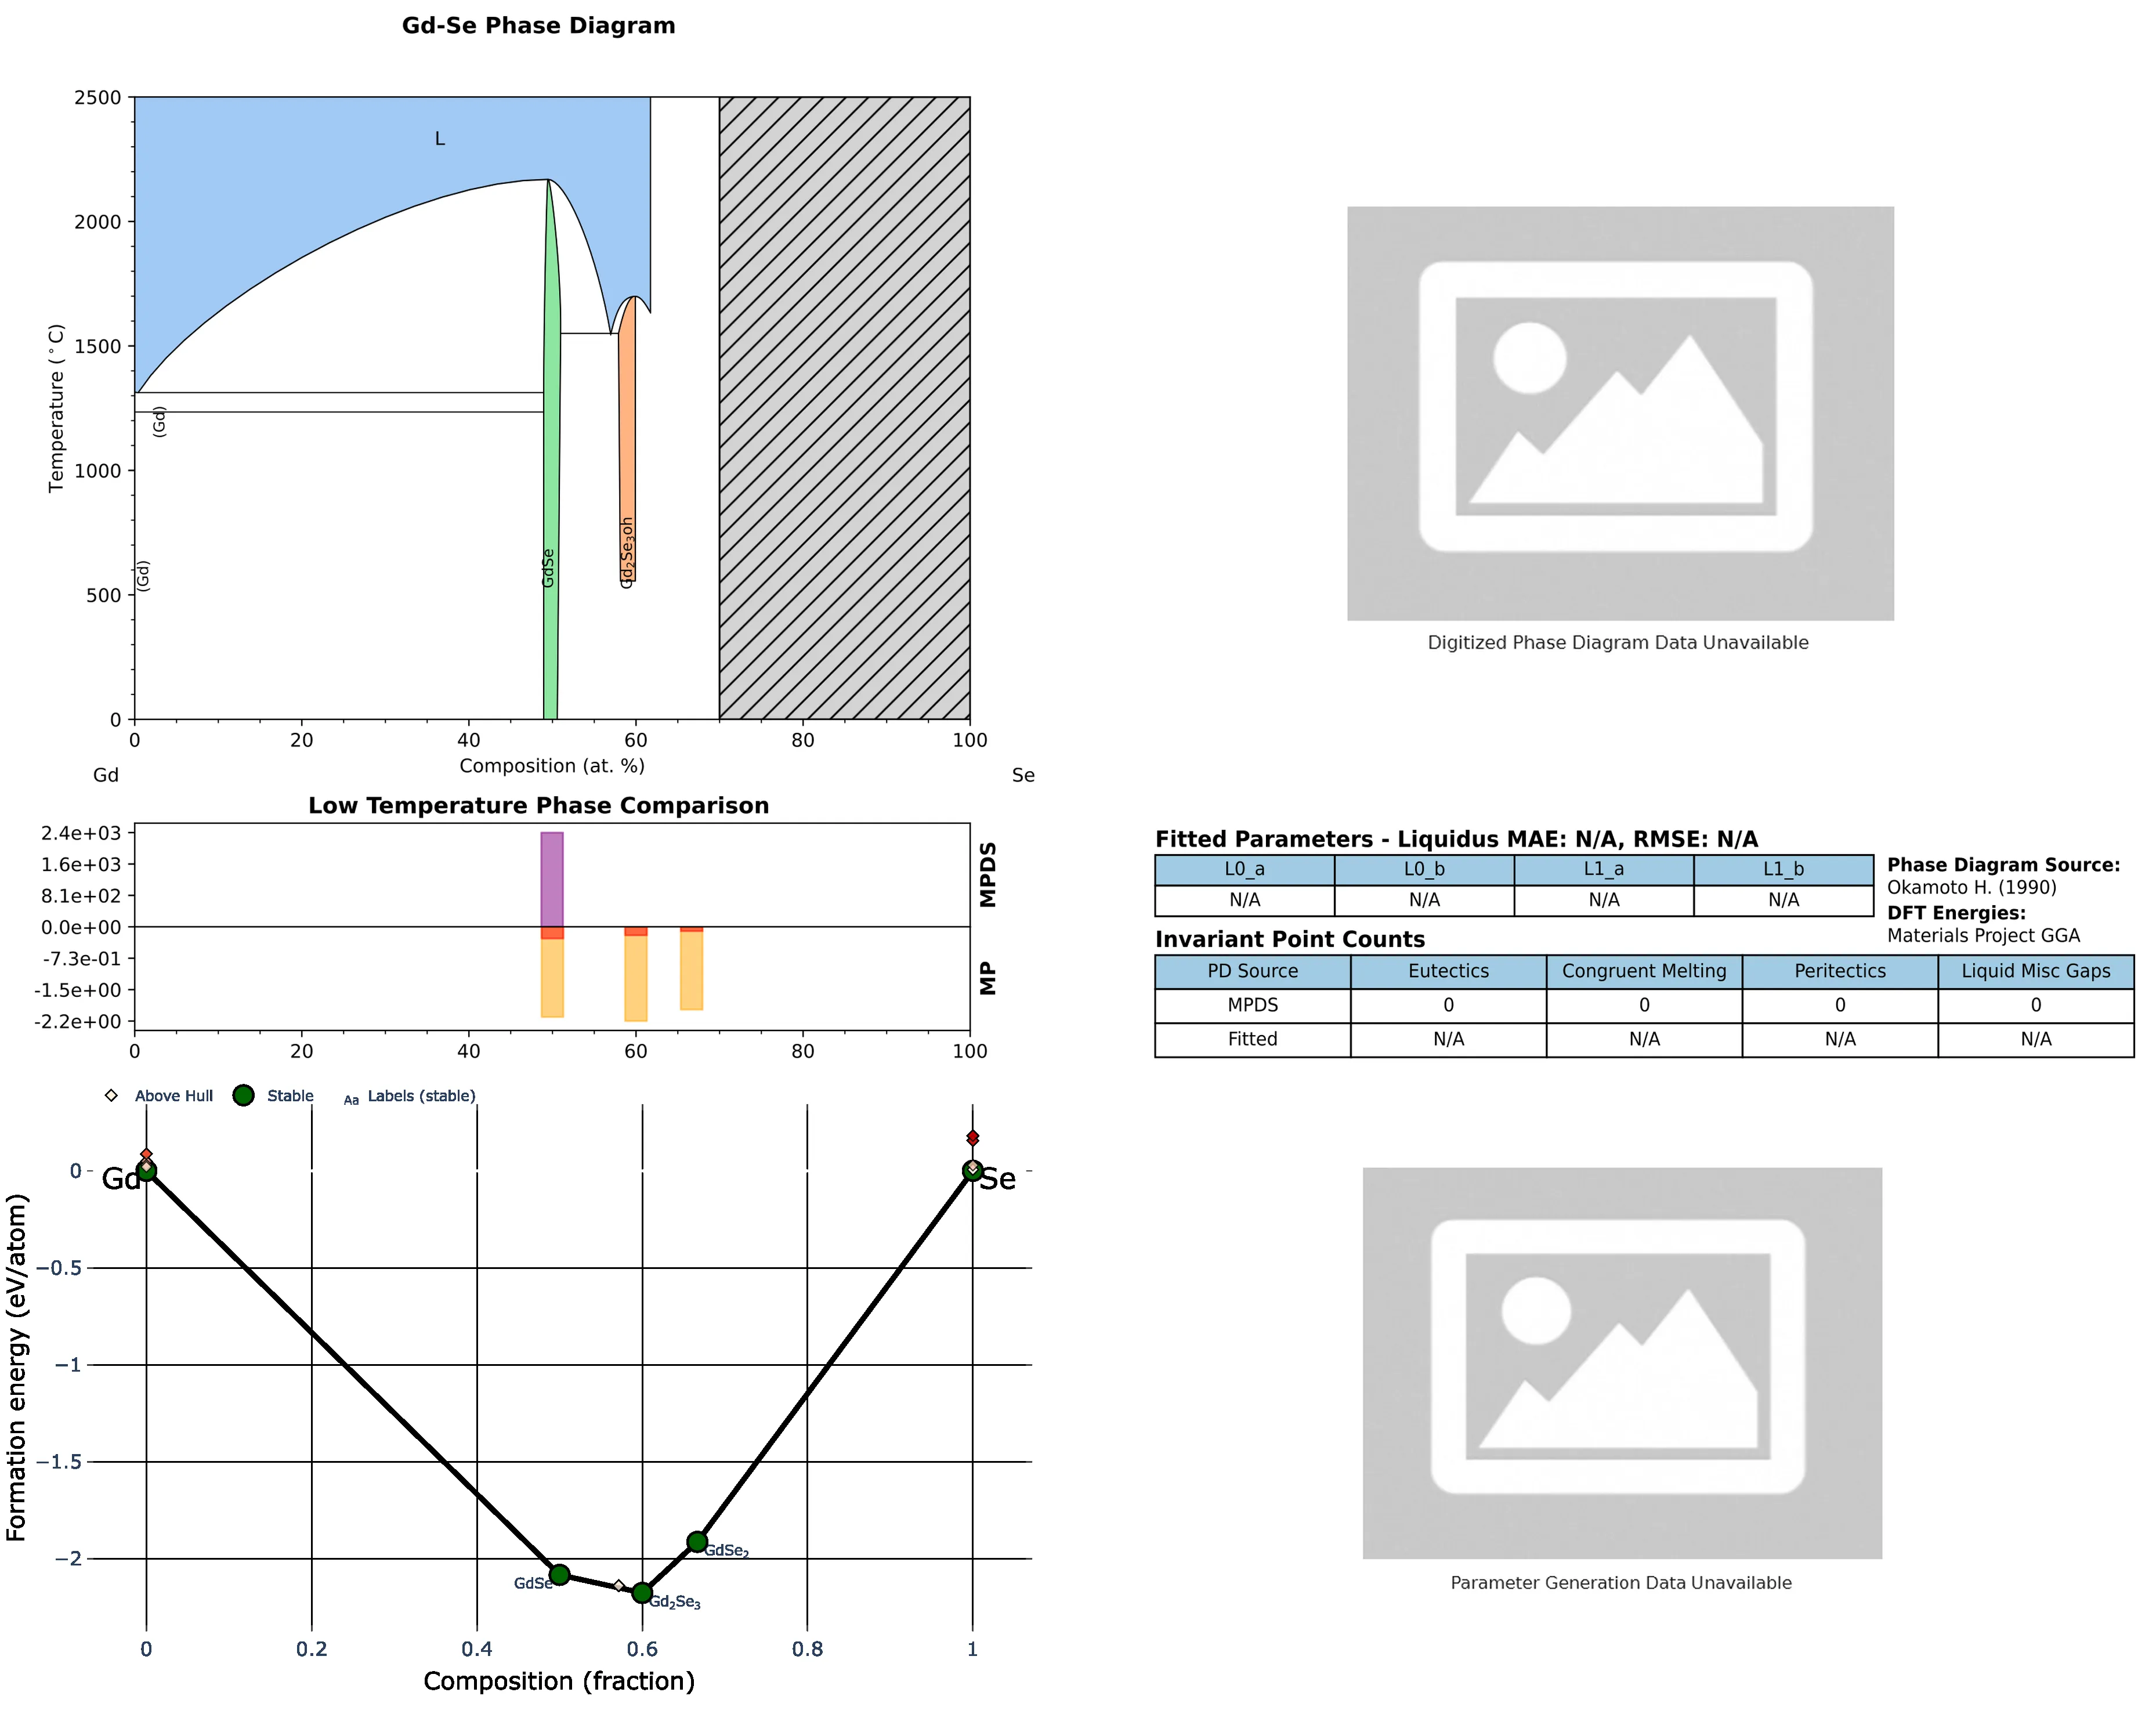 Gd-Se Phase Diagram
2500
2000
1500
1000
500
0
Temperature (°C)
L
(Gd)
(Gd)
GdSe
Gd₂Se₃oh
0 20 40 60 80 100
Composition (at. %)
Gd
Se
Digitized Phase Diagram Data Unavailable
Low Temperature Phase Comparison
2.4e+03
1.6e+03
8.1e+02
0.0e+00
-7.3e-01
-1.5e+00
-2.2e+00
MPDS
MP
0 20 40 60 80 100
Fitted Parameters - Liquidus MAE: N/A, RMSE: N/A
L0_a L0_b L1_a L1_b
N/A N/A N/A N/A
Phase Diagram Source:
Okamoto H. (1990)
DFT Energies:
Materials Project GGA
Invariant Point Counts
PD Source Eutectics Congruent Melting Peritectics Liquid Misc Gaps
MPDS 0 0 0 0
Fitted N/A N/A N/A N/A
Above Hull Stable Aa Labels (stable)
0
−0.5
−1
−1.5
−2
Formation energy (eV/atom)
Gd
Se
GdSe
Gd₂Se₃
GdSe₂
0 0.2 0.4 0.6 0.8 1
Composition (fraction)
Parameter Generation Data Unavailable